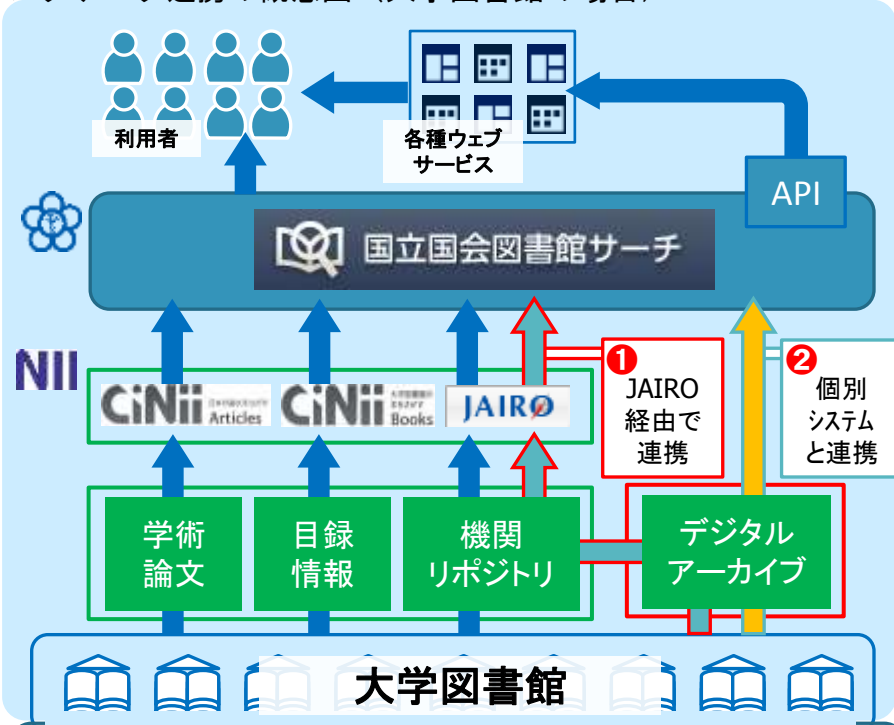 利用者
各種ウェブ
サービス
API
国立国会図書館サーチ
NII
CiNii
Articles
CiNii
Books
JAIRO
❶
JAIRO
経由で
連携
❷
個別
システム
と連携
学術
論文
目録
情報
機関
リポジトリ
デジタル
アーカイブ
大学図書館